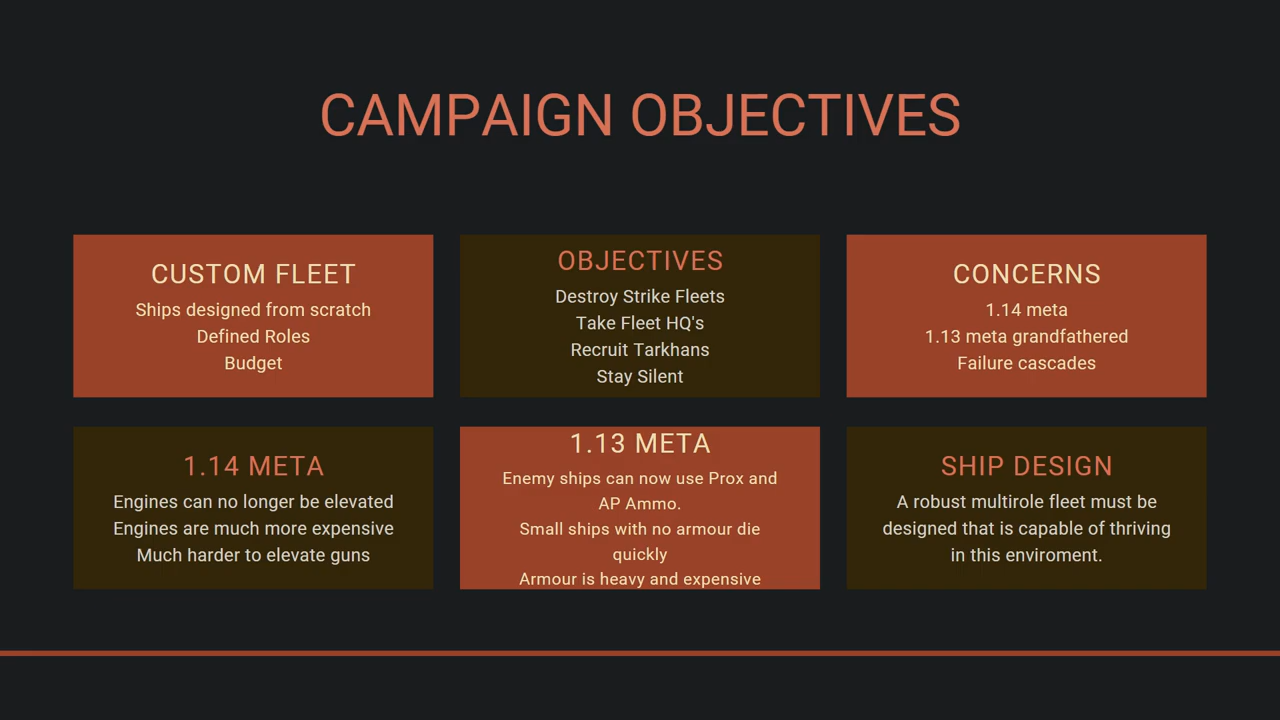 CAMPAIGN OBJECTIVES
CUSTOM FLEET
Ships designed from scratch
Defined Roles
Budget
OBJECTIVES
Destroy Strike Fleets
Take Fleet HQ's
Recruit Tarkhans
Stay Silent
CONCERNS
1.14 meta
1.13 meta grandfathered
Failure cascades
1.14 META
Engines can no longer be elevated
Engines are much more expensive
Much harder to elevate guns
1.13 META
Enemy ships can now use Prox and
AP Ammo.
Small ships with no armour die
quickly
Armour is heavy and expensive
SHIP DESIGN
A robust multirole fleet must be
designed that is capable of thriving
in this enviroment.